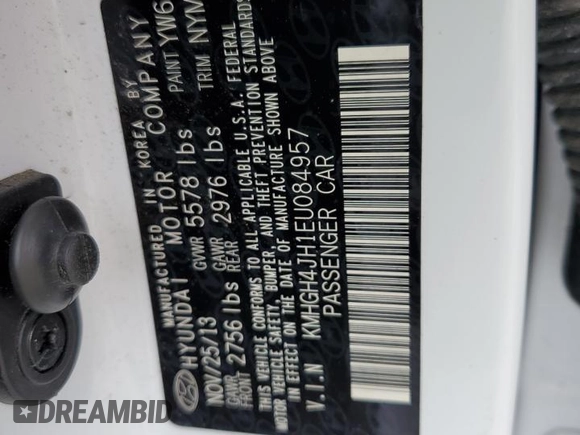 MANUFACTURED IN KOREA BY
HYUNDAI MOTOR COMPANY
NOV/25/13 GVWR 5578 lbs PAINT YW6
GAWR FRONT 2756 lbs GAWR REAR 2976 lbs TRIM
THIS VEHICLE CONFORMS TO ALL APPLICABLE U.S.A. FEDERAL
MOTOR VEHICLE SAFETY, BUMPER, AND THEFT PREVENTION STANDARDS
IN EFFECT ON THE DATE OF MANUFACTURE SHOWN ABOVE
V.I.N KMHGH4JH1EU084957
PASSENGER CAR
DREAMBID